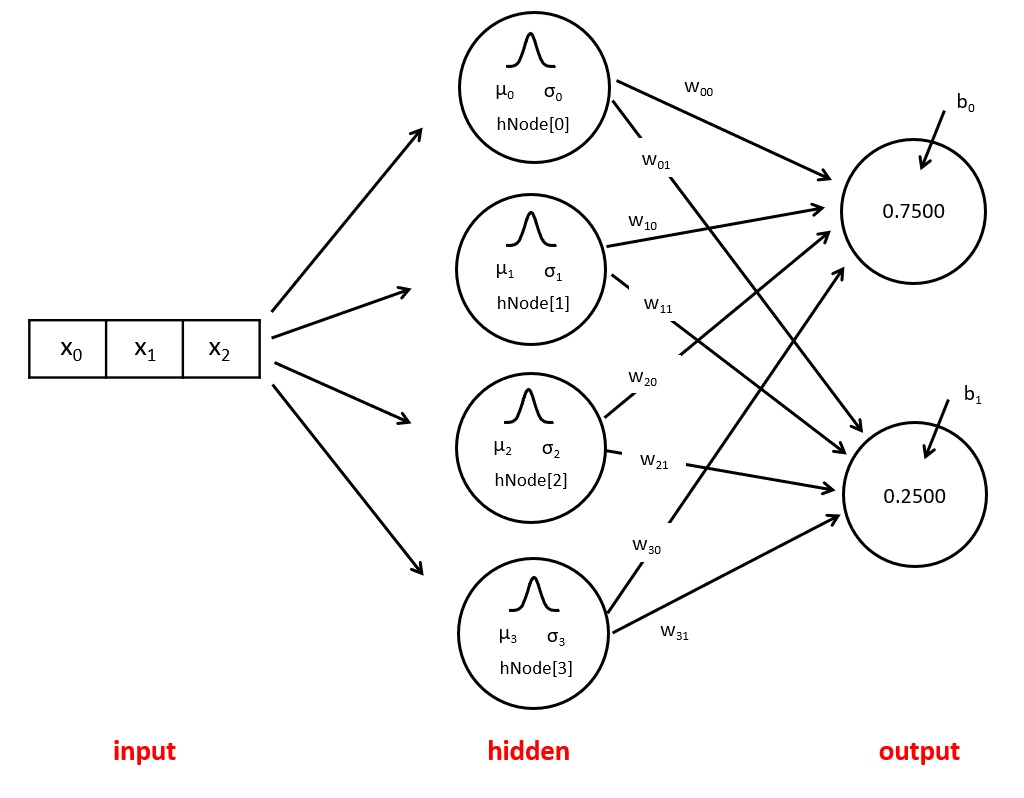 x₀ x₁ x₂
μ₀ σ₀
hNode[0]
μ₁ σ₁
hNode[1]
μ₂ σ₂
hNode[2]
μ₃ σ₃
hNode[3]
w₀₀
w₀₁
w₁₀
w₁₁
w₂₀
w₂₁
w₃₀
w₃₁
b₀
0.7500
b₁
0.2500
input hidden output